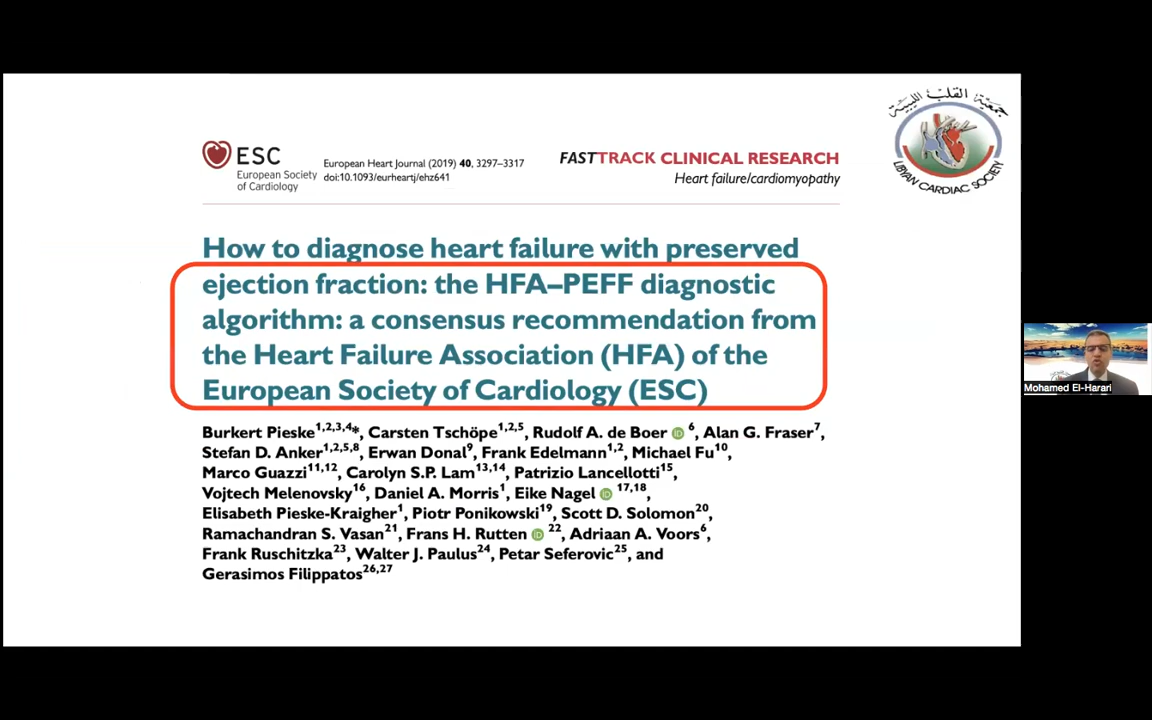 ESC
European Society
of Cardiology
European Heart Journal (2019) 40, 3297–3317
doi:10.1093/eurheartj/ehz641
FASTTRACK CLINICAL RESEARCH
Heart failure/cardiomyopathy
جمعية القلب الليبية
LIBYAN CARDIAC SOCIETY
How to diagnose heart failure with preserved
ejection fraction: the HFA–PEFF diagnostic
algorithm: a consensus recommendation from
the Heart Failure Association (HFA) of the
European Society of Cardiology (ESC)
Burkert Pieske1,2,3,4*, Carsten Tschöpe1,2,5, Rudolf A. de Boer iD 6, Alan G. Fraser7,
Stefan D. Anker1,2,5,8, Erwan Donal9, Frank Edelmann1,2, Michael Fu10,
Marco Guazzi11,12, Carolyn S.P. Lam13,14, Patrizio Lancellotti15,
Vojtech Melenovsky16, Daniel A. Morris1, Eike Nagel iD 17,18,
Elisabeth Pieske-Kraigher1, Piotr Ponikowski19, Scott D. Solomon20,
Ramachandran S. Vasan21, Frans H. Rutten iD 22, Adriaan A. Voors6,
Frank Ruschitzka23, Walter J. Paulus24, Petar Seferovic25, and
Gerasimos Filippatos26,27
Mohamed El-Harari